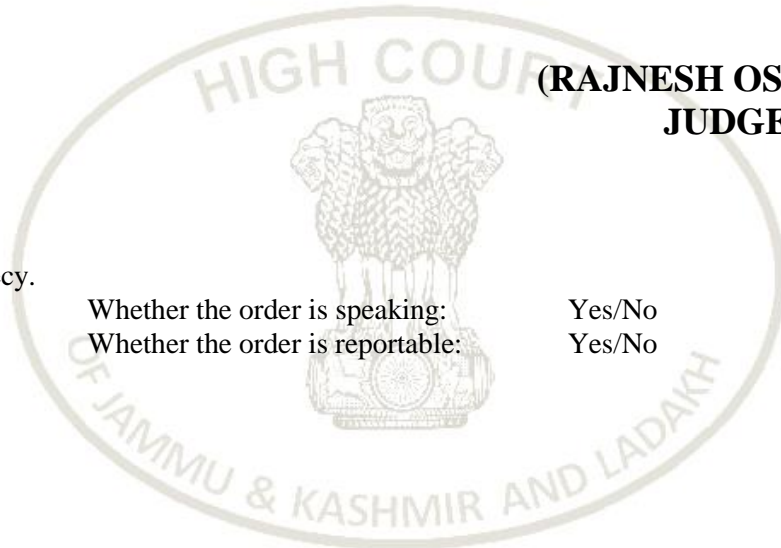 HIGH COURT
(RAJNESH OS
JUDGE
cy.
Whether the order is speaking: Yes/No
Whether the order is reportable: Yes/No
OF JAMMU & KASHMIR AND LADAKH